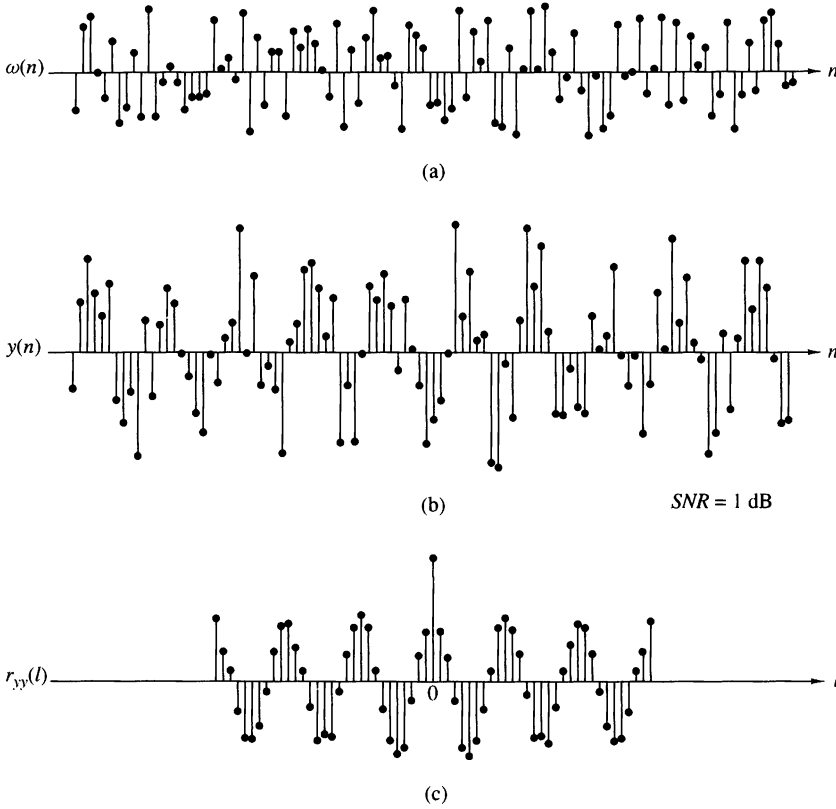 ω(n)
n
(a)
y(n)
n
(b)
SNR = 1 dB
r_yy(l)
0
l
(c)